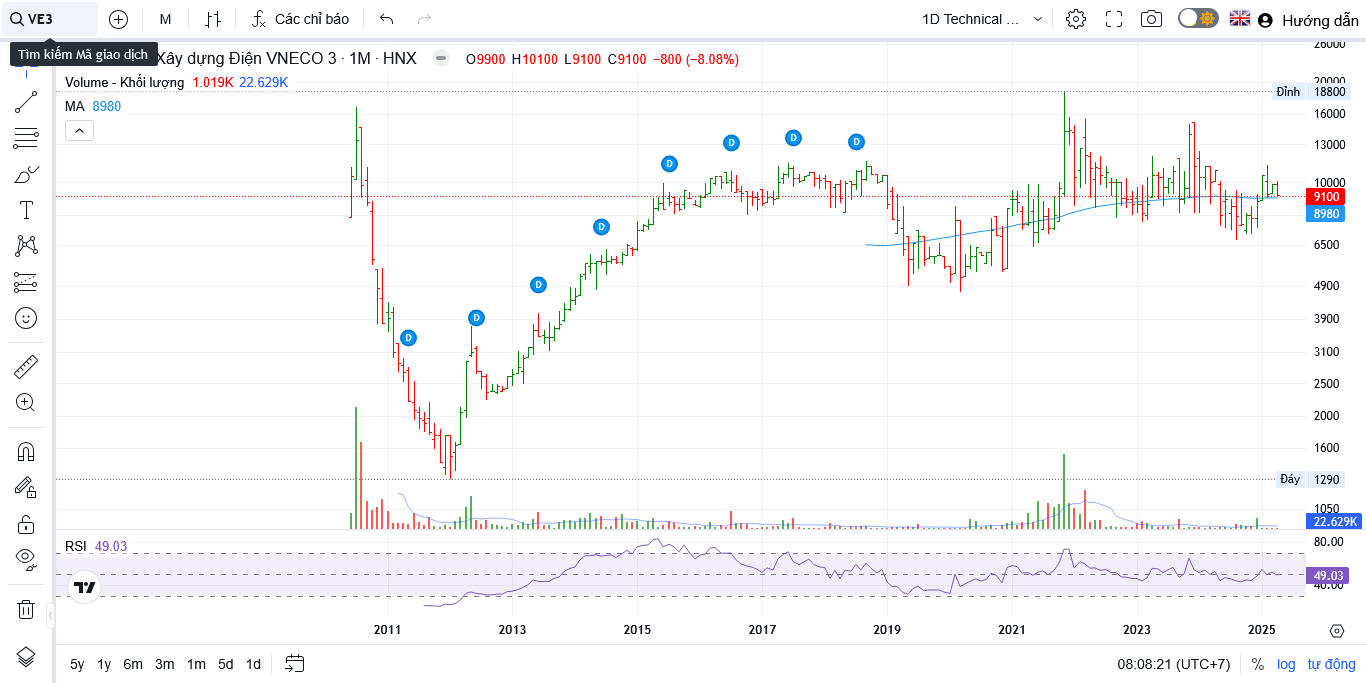 VE3 M Các chỉ báo 1D Technical ... Hướng dẫn
Tìm kiếm Mã giao dịch
Xây dựng Điện VNECO 3 · 1M · HNX O9900 H10100 L9100 C9100 −800 (−8.08%)
Volume - Khối lượng 1.019K 22.629K
MA 8980
26000
20000
Đỉnh 18800
16000
13000
10000
9100
8980
6500
4900
3900
3100
2500
2000
1600
Đáy 1290
1050
22.629K
D
D
D
D
D
D
D
D
RSI 49.03
80.00
49.03
40.00
2011 2013 2015 2017 2019 2021 2023 2025
5y 1y 6m 3m 1m 5d 1d 08:08:21 (UTC+7) % log tự động